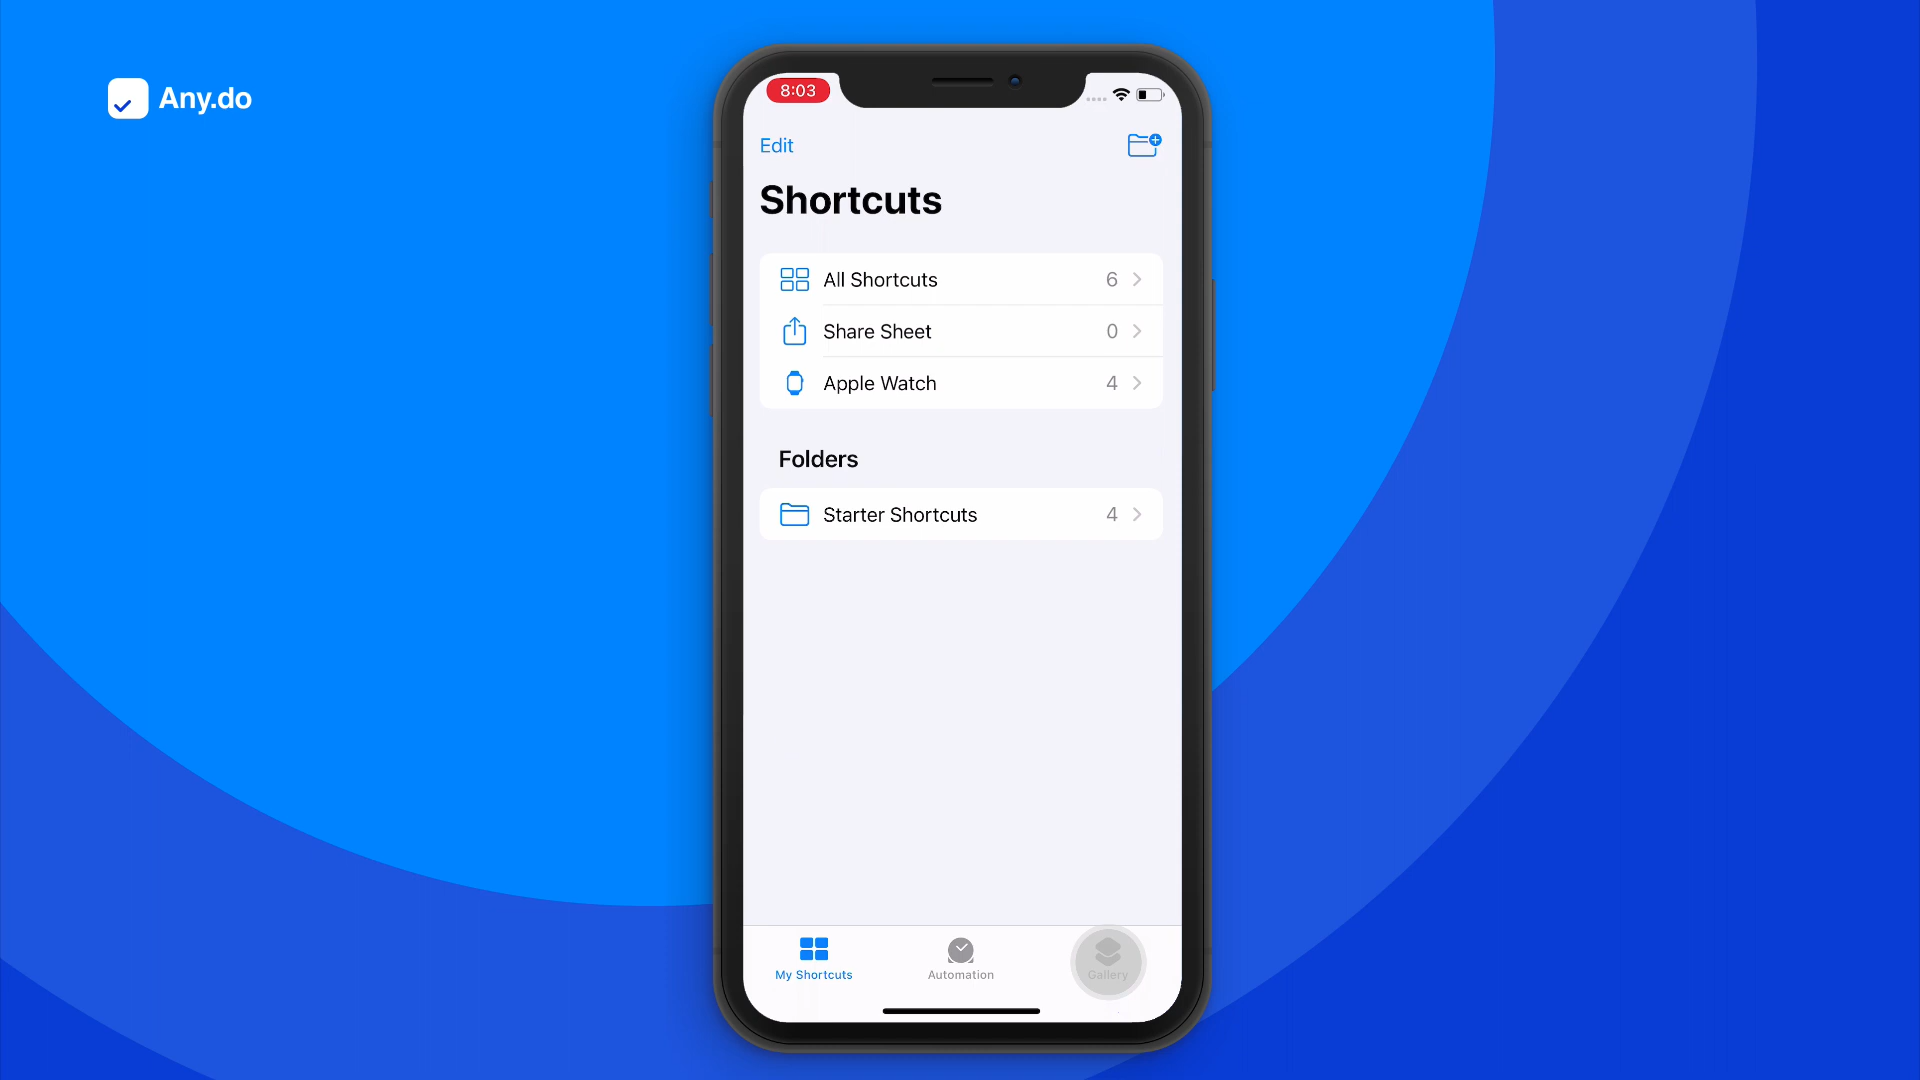 Any.do
8:03
Edit
Shortcuts
All Shortcuts 6
Share Sheet 0
Apple Watch 4
Folders
Starter Shortcuts 4
My Shortcuts
Automation
Gallery